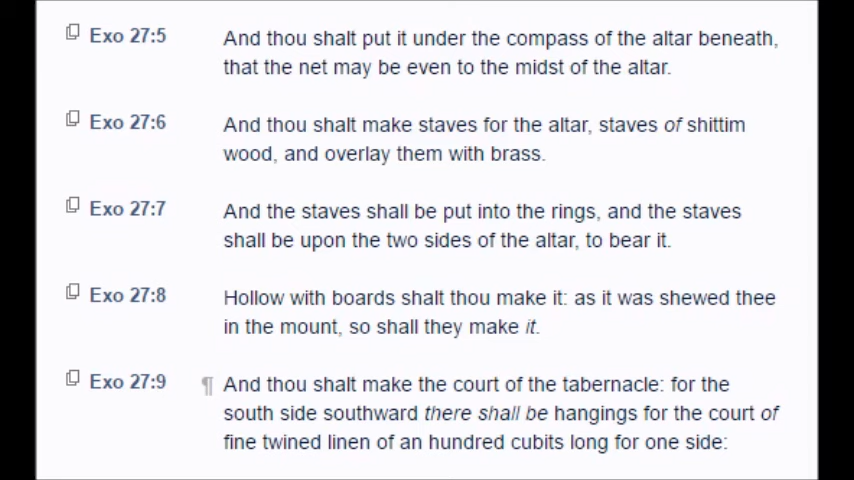 Exo 27:5 And thou shalt put it under the compass of the altar beneath,
that the net may be even to the midst of the altar.
Exo 27:6 And thou shalt make staves for the altar, staves of shittim
wood, and overlay them with brass.
Exo 27:7 And the staves shall be put into the rings, and the staves
shall be upon the two sides of the altar, to bear it.
Exo 27:8 Hollow with boards shalt thou make it: as it was shewed thee
in the mount, so shall they make it.
Exo 27:9 ¶ And thou shalt make the court of the tabernacle: for the
south side southward there shall be hangings for the court of
fine twined linen of an hundred cubits long for one side: